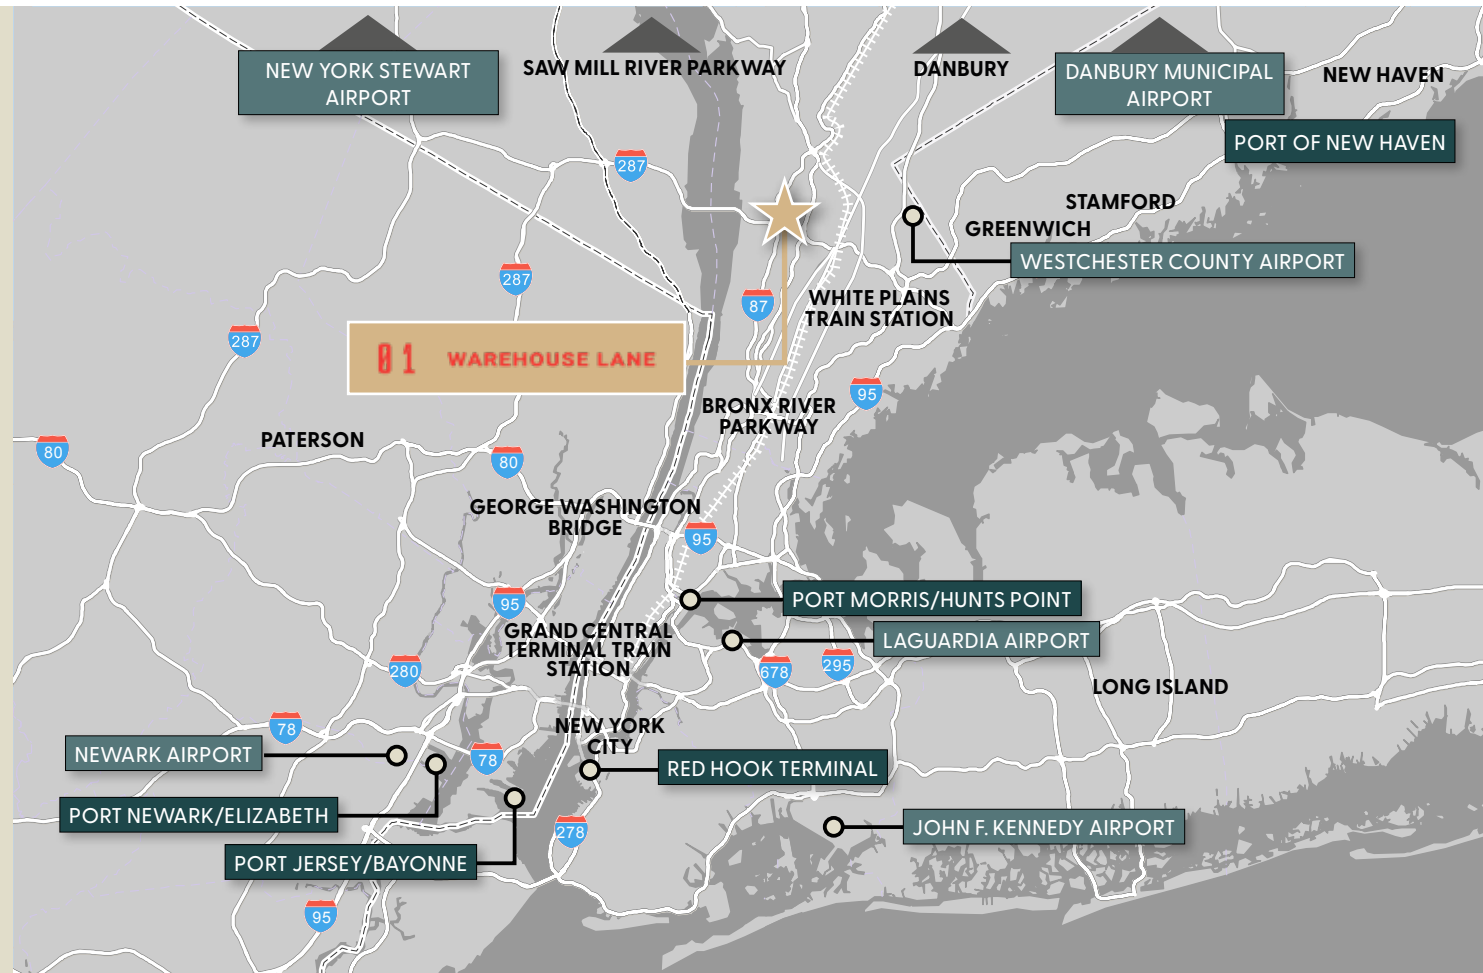 NEW YORK STEWART
AIRPORT
SAW MILL RIVER PARKWAY
DANBURY
DANBURY MUNICIPAL
AIRPORT
NEW HAVEN
PORT OF NEW HAVEN
287
STAMFORD
GREENWICH
WESTCHESTER COUNTY AIRPORT
287
87
WHITE PLAINS
TRAIN STATION
287
01 WAREHOUSE LANE
95
BRONX RIVER
PARKWAY
PATERSON
80
80
GEORGE WASHINGTON
BRIDGE
95
95
PORT MORRIS/HUNTS POINT
GRAND CENTRAL
TERMINAL TRAIN
STATION
LAGUARDIA AIRPORT
280
678
295
LONG ISLAND
78
NEW YORK
CITY
NEWARK AIRPORT
78
RED HOOK TERMINAL
PORT NEWARK/ELIZABETH
278
JOHN F. KENNEDY AIRPORT
PORT JERSEY/BAYONNE
95